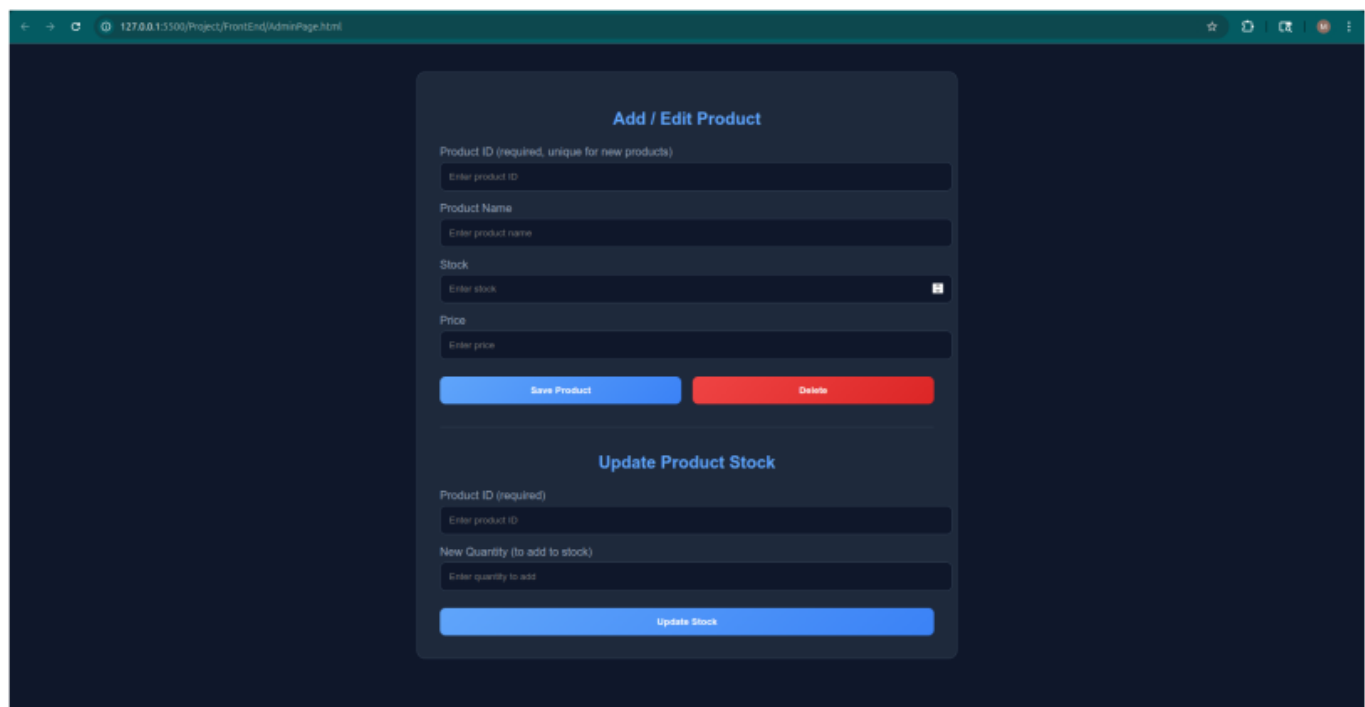 127.0.0.1:5500/Project/FrontEnd/AdminPage.html
M
Add / Edit Product
Product ID (required, unique for new products)
Enter product ID
Product Name
Enter product name
Stock
Enter stock
Price
Enter price
Save Product
Delete
Update Product Stock
Product ID (required)
Enter product ID
New Quantity (to add to stock)
Enter quantity to add
Update Stock